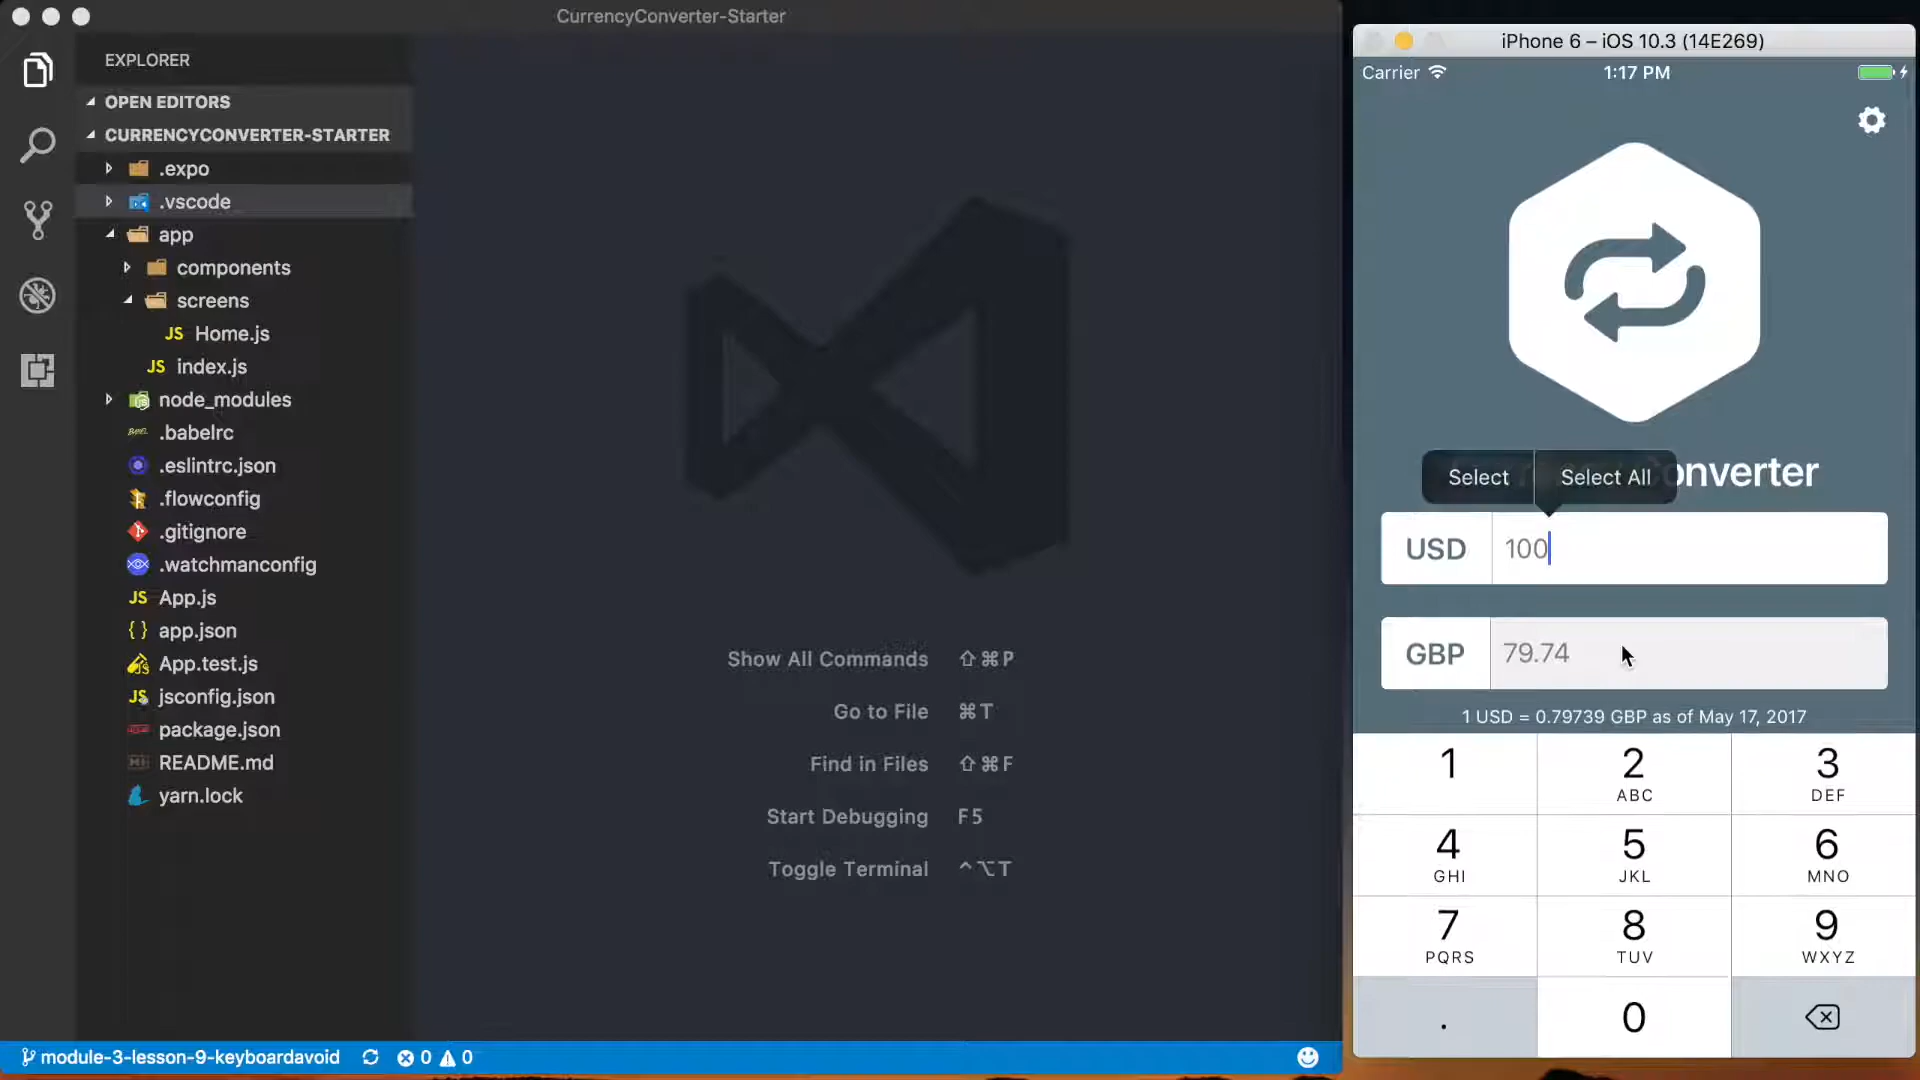 CurrencyConverter-Starter
EXPLORER
OPEN EDITORS
CURRENCYCONVERTER-STARTER
.expo
.vscode
app
components
screens
JS Home.js
JS index.js
node_modules
.babelrc
.eslintrc.json
.flowconfig
.gitignore
.watchmanconfig
JS App.js
{ } app.json
App.test.js
JS jsconfig.json
package.json
README.md
yarn.lock
Show All Commands ⇧⌘P
Go to File ⌘T
Find in Files ⇧⌘F
Start Debugging F5
Toggle Terminal ^⌥T
module-3-lesson-9-keyboardavoid 0 0
iPhone 6 – iOS 10.3 (14E269)
Carrier 1:17 PM
Select Select All onverter
USD 100
GBP 79.74
1 USD = 0.79739 GBP as of May 17, 2017
1 2 3
ABC DEF
4 5 6
GHI JKL MNO
7 8 9
PQRS TUV WXYZ
. 0